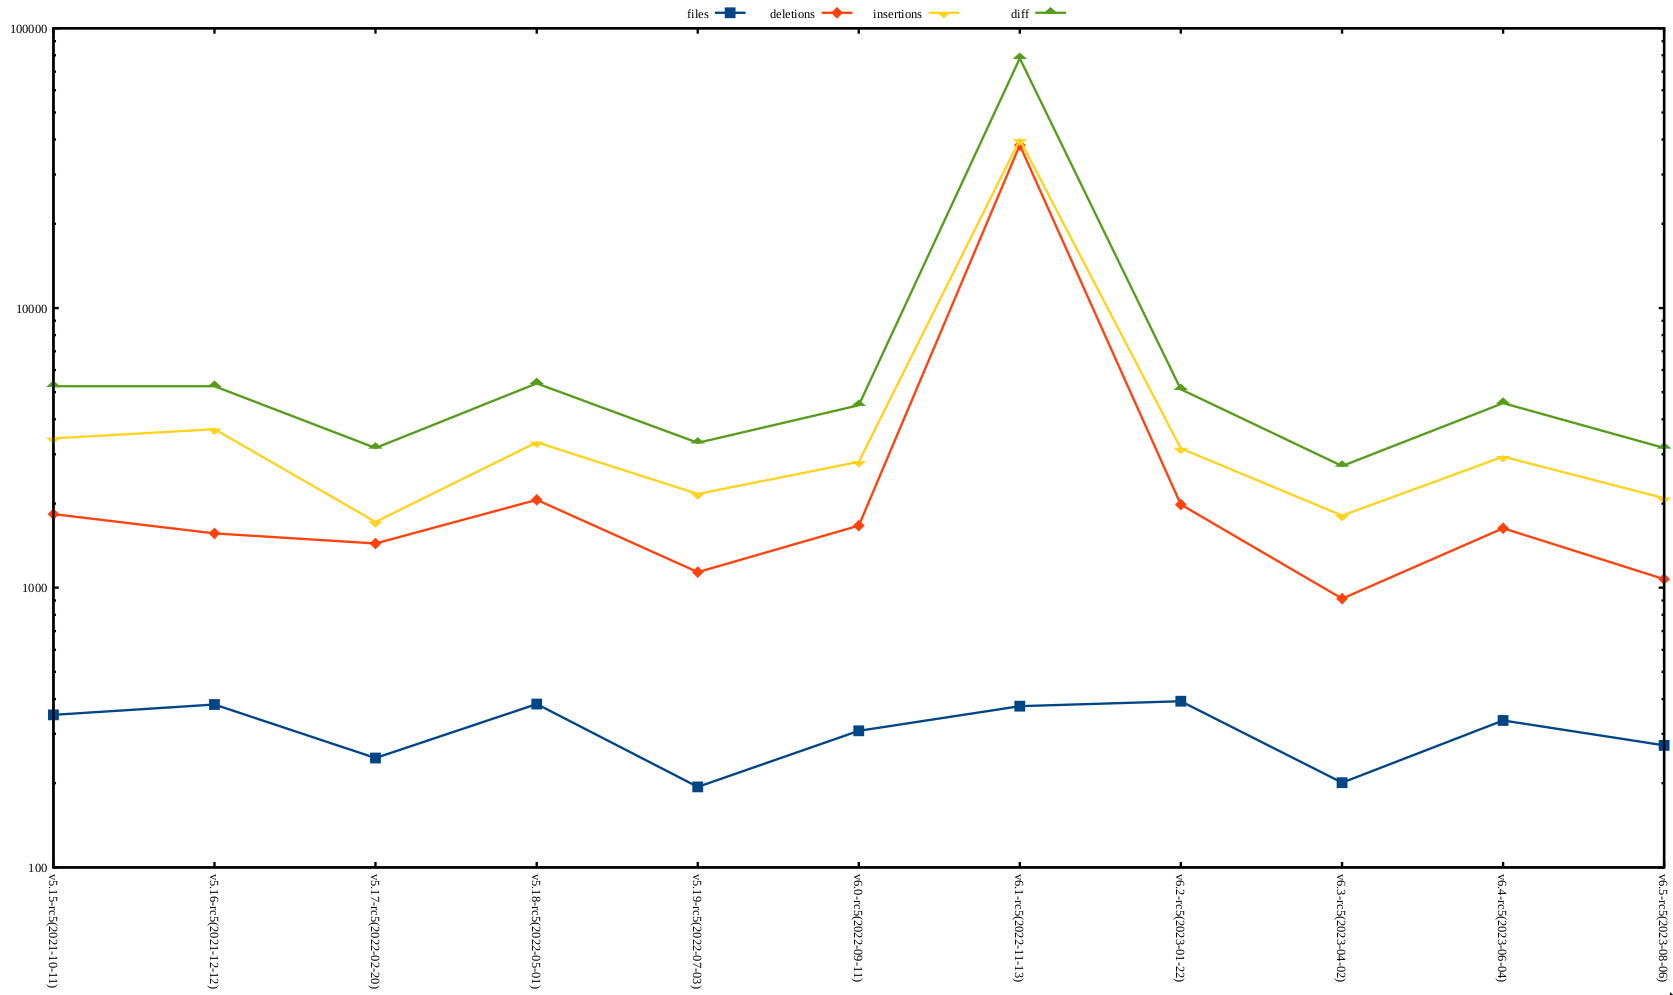 files deletions insertions diff
100000
10000
1000
100
v5.15-rc5(2021-10-11)
v5.16-rc5(2021-12-12)
v5.17-rc5(2022-02-20)
v5.18-rc5(2022-05-01)
v5.19-rc5(2022-07-03)
v6.0-rc5(2022-09-11)
v6.1-rc5(2022-11-13)
v6.2-rc5(2023-01-22)
v6.3-rc5(2023-04-02)
v6.4-rc5(2023-06-04)
v6.5-rc5(2023-08-06)